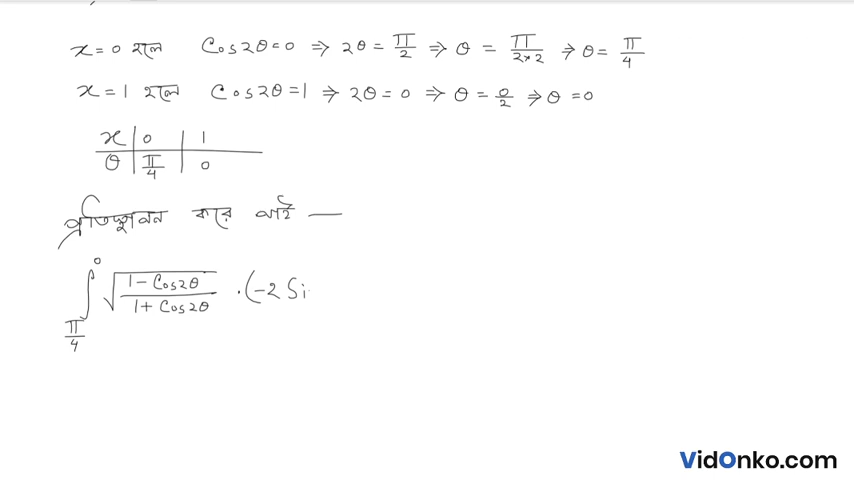 x = 0 হলে Cos2θ = 0 ⇒ 2θ = π/2 ⇒ θ = π/2×2 ⇒ θ = π/4
x = 1 হলে Cos2θ = 1 ⇒ 2θ = 0 ⇒ θ = 0/2 ⇒ θ = 0
x | 0 | 1
θ | π/4 | 0
প্রতিস্থাপন করে পাই —
∫_{π/4}^{0} √((1 - Cos2θ)/(1 + Cos2θ)) · (-2 Si
VidOnko.com